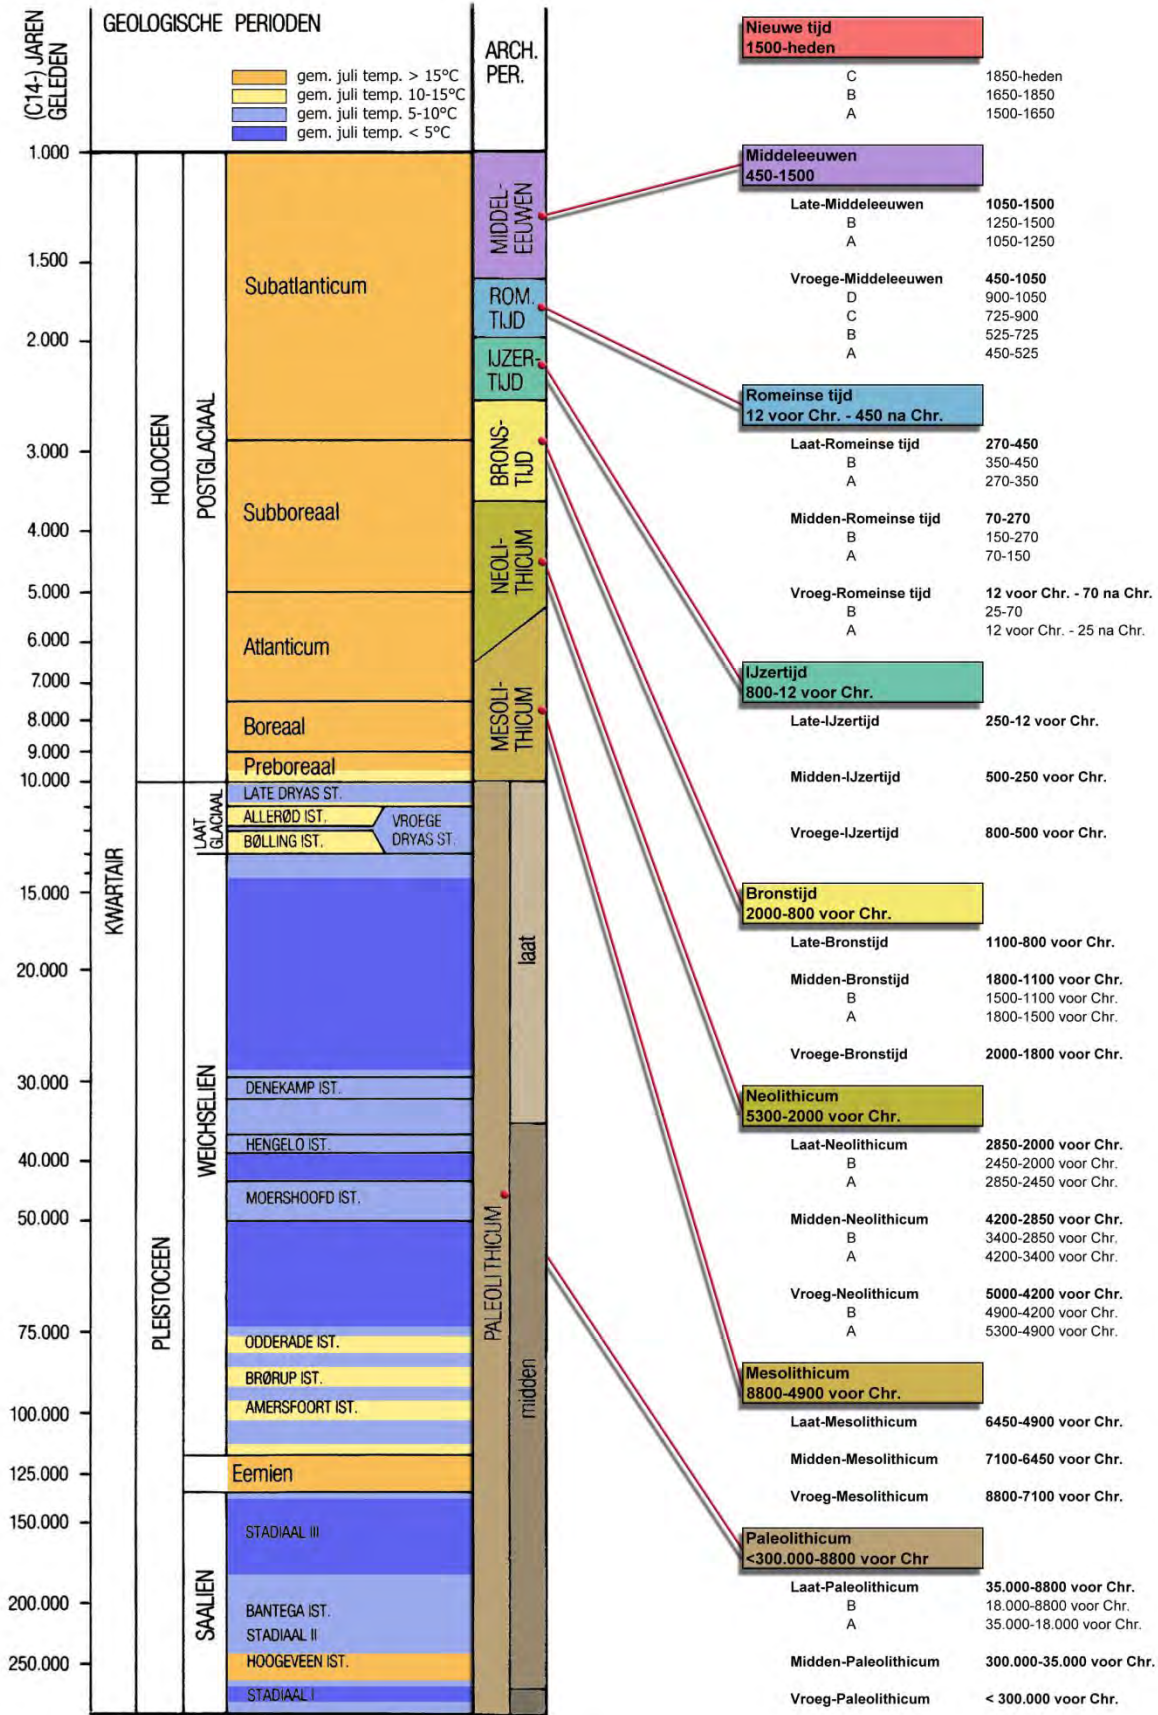 (C14-) JAREN
GELEDEN
GEOLOGISCHE PERIODEN
gem. juli temp. > 15°C
gem. juli temp. 10-15°C
gem. juli temp. 5-10°C
gem. juli temp. < 5°C
ARCH.
PER.
1.000
1.500
2.000
3.000
4.000
5.000
6.000
7.000
8.000
9.000
10.000
15.000
20.000
30.000
40.000
50.000
75.000
100.000
125.000
150.000
200.000
250.000
KWARTAIR
HOLOCEEN
PLEISTOCEEN
POSTGLACIAAL
LAAT
GLACIAAL
WEICHSELIEN
SAALIEN
Subatlanticum
Subboreaal
Atlanticum
Boreaal
Preboreaal
LATE DRYAS ST.
ALLERØD IST.
VROEGE
DRYAS ST.
BØLLING IST.
DENEKAMP IST.
HENGELO IST.
MOERSHOOFD IST.
ODDERADE IST.
BRØRUP IST.
AMERSFOORT IST.
Eemien
STADIAAL III
BANTEGA IST.
STADIAAL II
HOOGEVEEN IST.
STADIAAL I
MIDDEL-
EEUWEN
ROM.
TIJD
IJZER-
TIJD
BRONS-
TIJD
NEOLI-
THICUM
MESOLI-
THICUM
PALEOLITHICUM
laat
midden
Nieuwe tijd
1500-heden
C 1850-heden
B 1650-1850
A 1500-1650
Middeleeuwen
450-1500
Late-Middeleeuwen 1050-1500
B 1250-1500
A 1050-1250
Vroege-Middeleeuwen 450-1050
D 900-1050
C 725-900
B 525-725
A 450-525
Romeinse tijd
12 voor Chr. - 450 na Chr.
Laat-Romeinse tijd 270-450
B 350-450
A 270-350
Midden-Romeinse tijd 70-270
B 150-270
A 70-150
Vroeg-Romeinse tijd 12 voor Chr. - 70 na Chr.
B 25-70
A 12 voor Chr. - 25 na Chr.
IJzertijd
800-12 voor Chr.
Late-IJzertijd 250-12 voor Chr.
Midden-IJzertijd 500-250 voor Chr.
Vroege-IJzertijd 800-500 voor Chr.
Bronstijd
2000-800 voor Chr.
Late-Bronstijd 1100-800 voor Chr.
Midden-Bronstijd 1800-1100 voor Chr.
B 1500-1100 voor Chr.
A 1800-1500 voor Chr.
Vroege-Bronstijd 2000-1800 voor Chr.
Neolithicum
5300-2000 voor Chr.
Laat-Neolithicum 2850-2000 voor Chr.
B 2450-2000 voor Chr.
A 2850-2450 voor Chr.
Midden-Neolithicum 4200-2850 voor Chr.
B 3400-2850 voor Chr.
A 4200-3400 voor Chr.
Vroeg-Neolithicum 5000-4200 voor Chr.
B 4900-4200 voor Chr.
A 5300-4900 voor Chr.
Mesolithicum
8800-4900 voor Chr.
Laat-Mesolithicum 6450-4900 voor Chr.
Midden-Mesolithicum 7100-6450 voor Chr.
Vroeg-Mesolithicum 8800-7100 voor Chr.
Paleolithicum
<300.000-8800 voor Chr
Laat-Paleolithicum 35.000-8800 voor Chr.
B 18.000-8800 voor Chr.
A 35.000-18.000 voor Chr.
Midden-Paleolithicum 300.000-35.000 voor Chr.
Vroeg-Paleolithicum < 300.000 voor Chr.